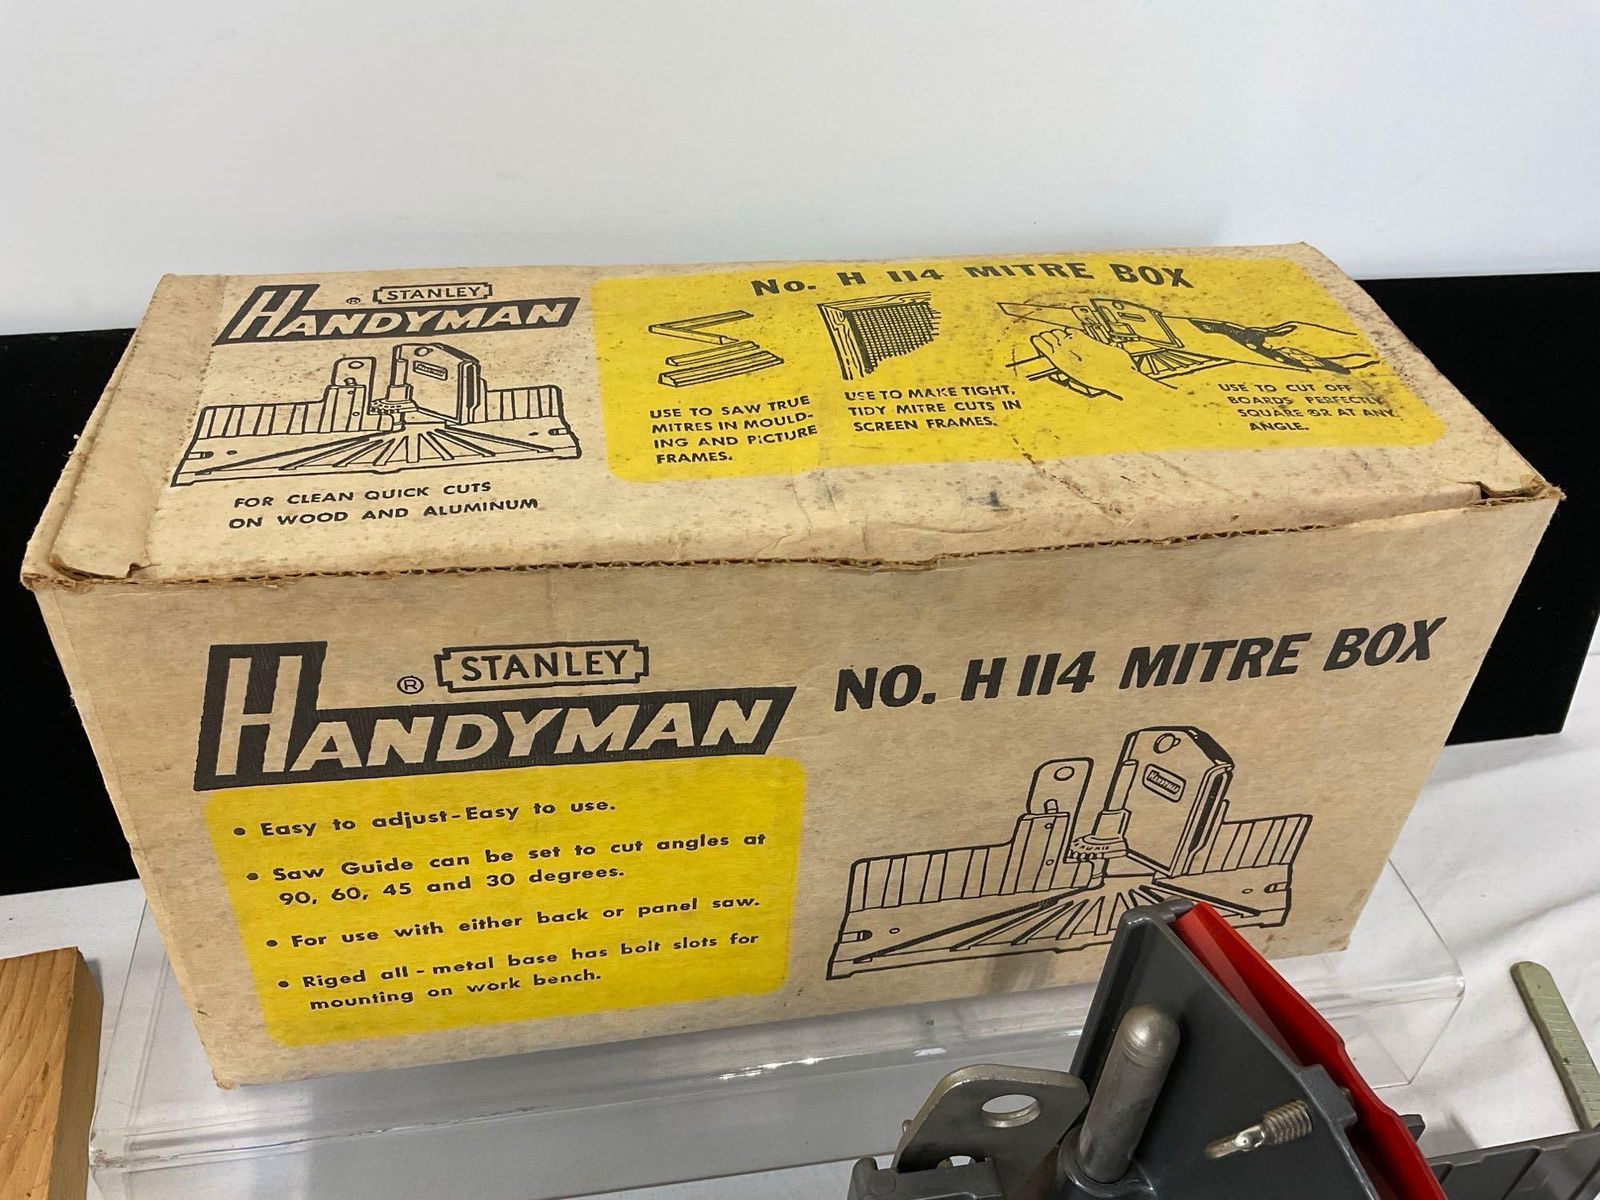 STANLEY
®
HANDYMAN
FOR CLEAN QUICK CUTS
ON WOOD AND ALUMINUM
No. H 114 MITRE BOX
USE TO SAW TRUE
MITRES IN MOULD-
ING AND PICTURE
FRAMES.
USE TO MAKE TIGHT,
TIDY MITRE CUTS IN
SCREEN FRAMES.
USE TO CUT OFF
BOARDS PERFECTLY
SQUARE OR AT ANY
ANGLE.
® STANLEY
HANDYMAN
NO. H 114 MITRE BOX
• Easy to adjust-Easy to use.
• Saw Guide can be set to cut angles at
90, 60, 45 and 30 degrees.
• For use with either back or panel saw.
• Riged all-metal base has bolt slots for
mounting on work bench.
HANDYMAN